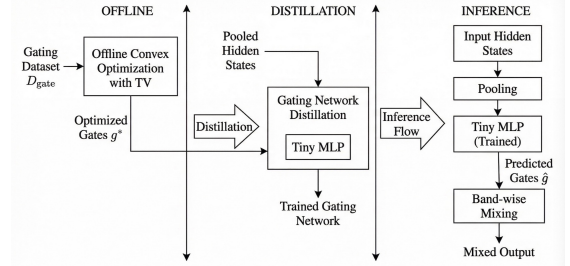 OFFLINE
Gating
Dataset
D_gate
Offline Convex
Optimization
with TV
Optimized
Gates g*
Distillation
DISTILLATION
Pooled
Hidden
States
Gating Network
Distillation
Tiny MLP
Trained Gating
Network
Inference
Flow
INFERENCE
Input Hidden
States
Pooling
Tiny MLP
(Trained)
Predicted
Gates ĝ
Band-wise
Mixing
Mixed Output